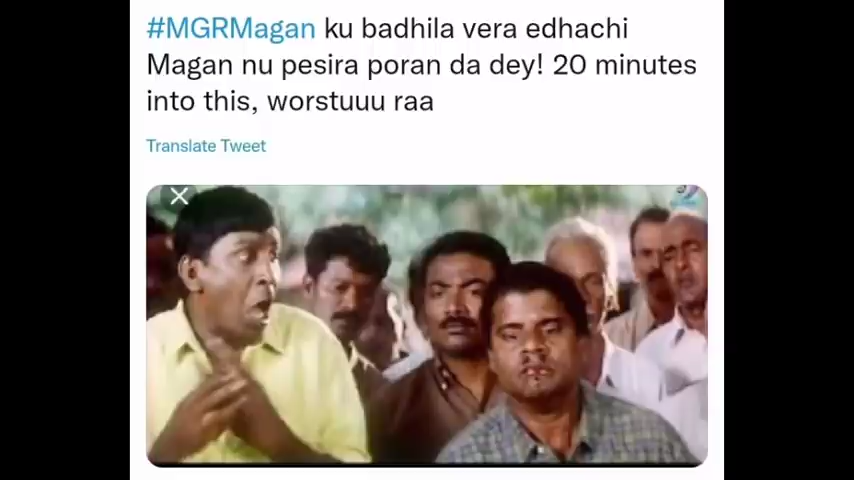 #MGRMagan ku badhila vera edhachi
Magan nu pesira poran da dey! 20 minutes
into this, worstuuu raa
Translate Tweet